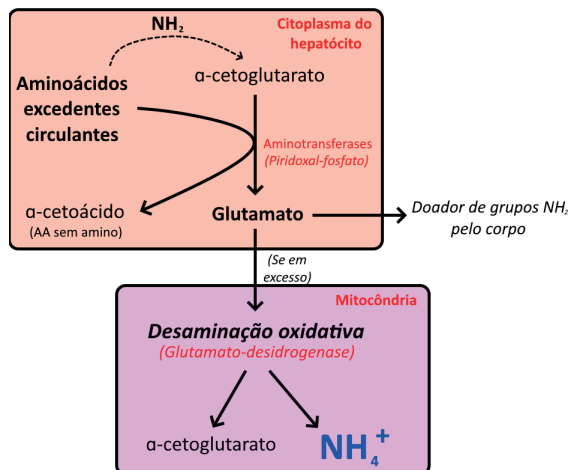 Citoplasma do
hepatócito
NH₂
α-cetoglutarato
Aminoácidos
excedentes
circulantes
Aminotransferases
(Piridoxal-fosfato)
α-cetoácido
(AA sem amino)
Glutamato
Doador de grupos NH₂
pelo corpo
(Se em
excesso)
Mitocôndria
Desaminação oxidativa
(Glutamato-desidrogenase)
α-cetoglutarato
NH₄⁺